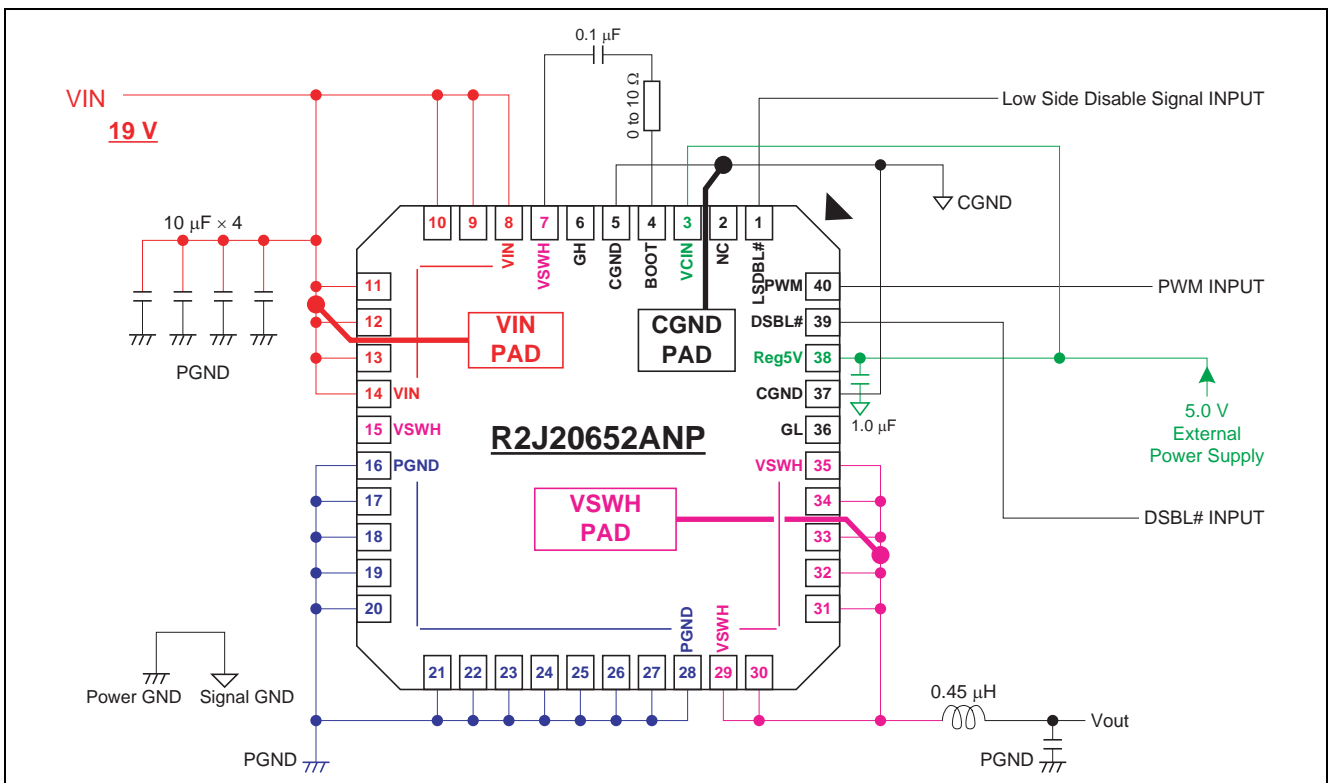 0.1 μF
0 to 10 Ω
VIN
19 V
Low Side Disable Signal INPUT
CGND
10 9 8 7 6 5 4 3 2 1
VIN
VSWH
GH
CGND
BOOT
VCIN
NC
LSDBL#
10 μF × 4
PGND
11
12
13
14 VIN
15 VSWH
16 PGND
17
18
19
20
VIN
PAD
CGND
PAD
R2J20652ANP
VSWH
PAD
PWM 40
DSBL# 39
Reg5V 38
CGND 37
GL 36
VSWH 35
34
33
32
31
PWM INPUT
1.0 μF
5.0 V
External
Power Supply
DSBL# INPUT
PGND
VSWH
21 22 23 24 25 26 27 28 29 30
Power GND
Signal GND
PGND
0.45 μH
Vout
PGND